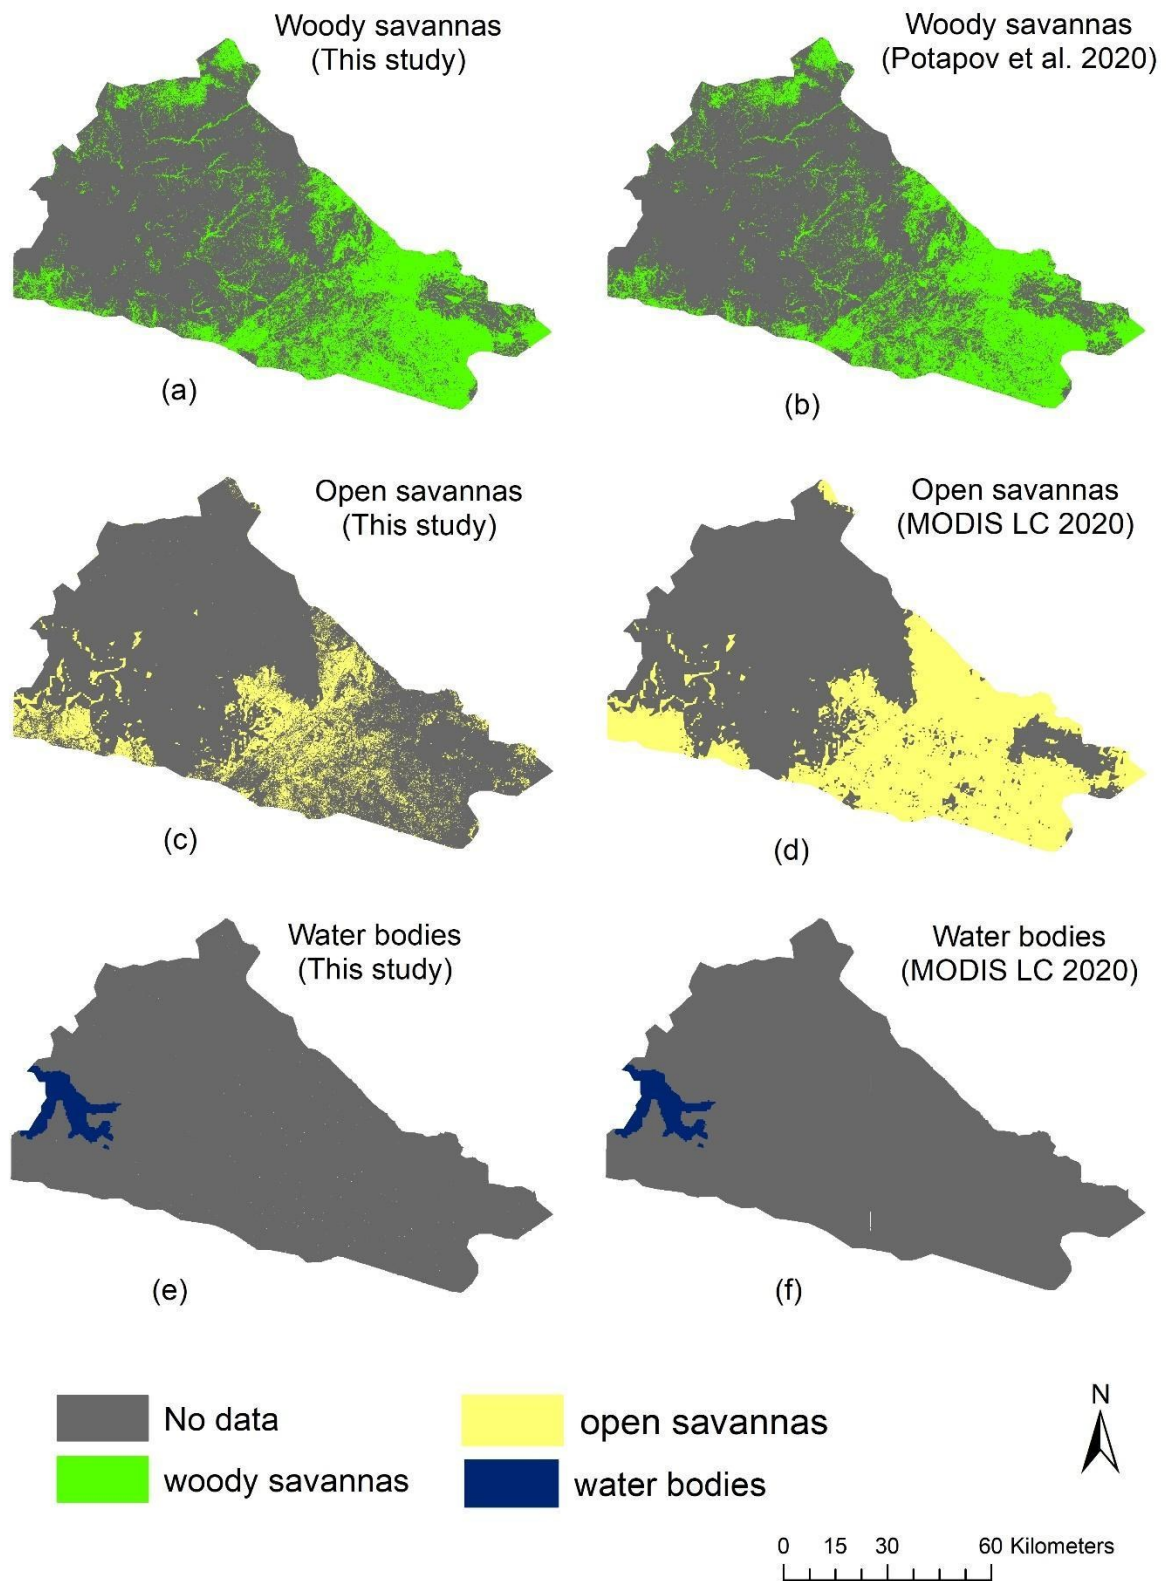 Woody savannas
(This study)
Woody savannas
(Potapov et al. 2020)
(a)
(b)
Open savannas
(This study)
Open savannas
(MODIS LC 2020)
(c)
(d)
Water bodies
(This study)
Water bodies
(MODIS LC 2020)
(e)
(f)
No data
open savannas
woody savannas
water bodies
N
0 15 30 60 Kilometers